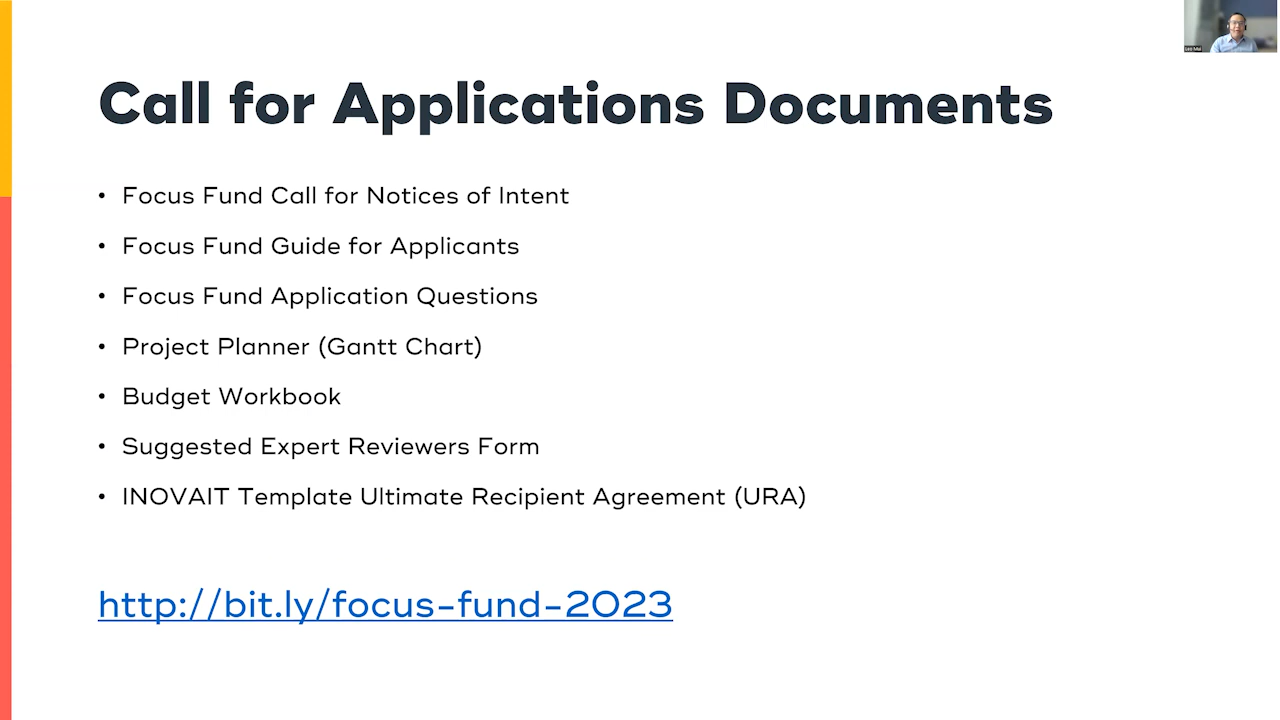 Call for Applications Documents
• Focus Fund Call for Notices of Intent
• Focus Fund Guide for Applicants
• Focus Fund Application Questions
• Project Planner (Gantt Chart)
• Budget Workbook
• Suggested Expert Reviewers Form
• INOVAIT Template Ultimate Recipient Agreement (URA)
http://bit.ly/focus-fund-2023